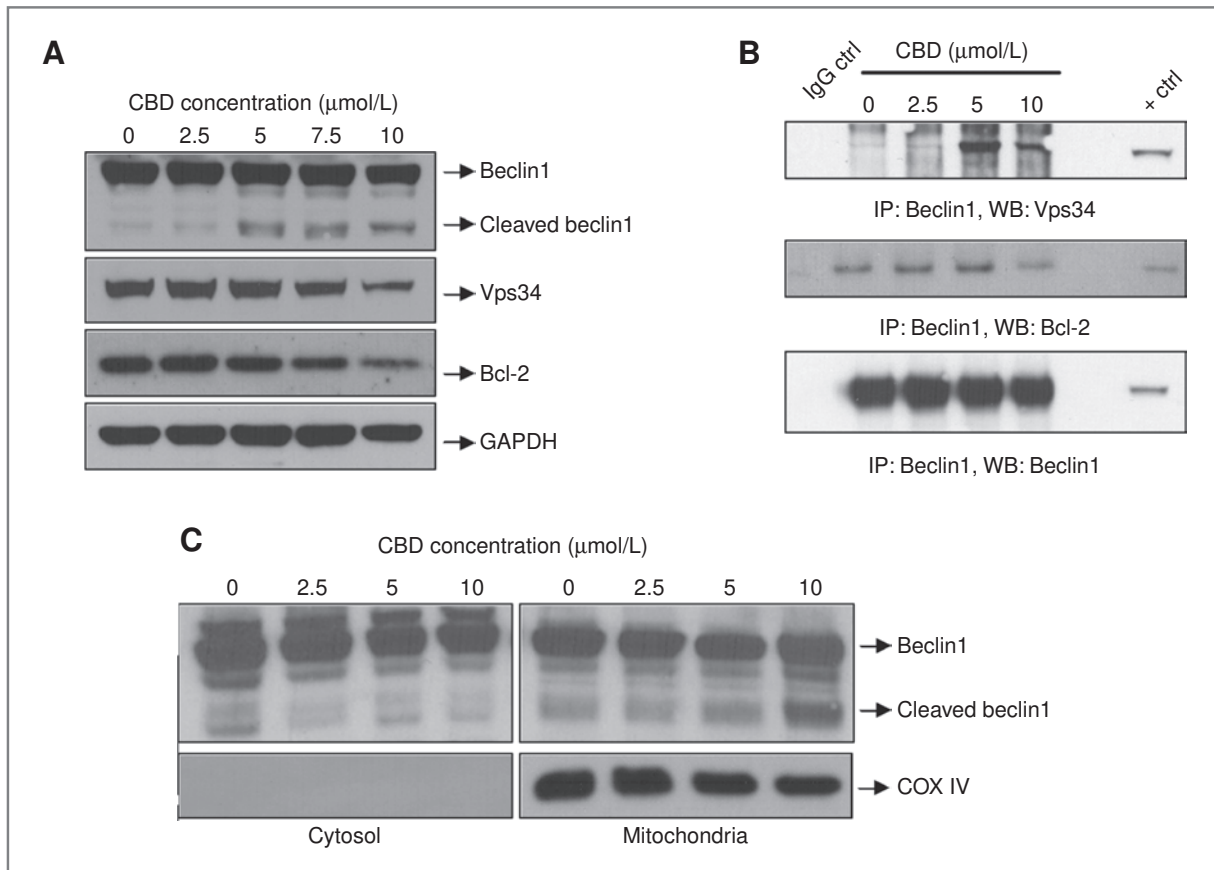 A
CBD concentration (μmol/L)
0 2.5 5 7.5 10
Beclin1
Cleaved beclin1
Vps34
Bcl-2
GAPDH
B
IgG ctrl
CBD (μmol/L)
0 2.5 5 10
+ ctrl
IP: Beclin1, WB: Vps34
IP: Beclin1, WB: Bcl-2
IP: Beclin1, WB: Beclin1
C
CBD concentration (μmol/L)
0 2.5 5 10 0 2.5 5 10
Beclin1
Cleaved beclin1
COX IV
Cytosol Mitochondria